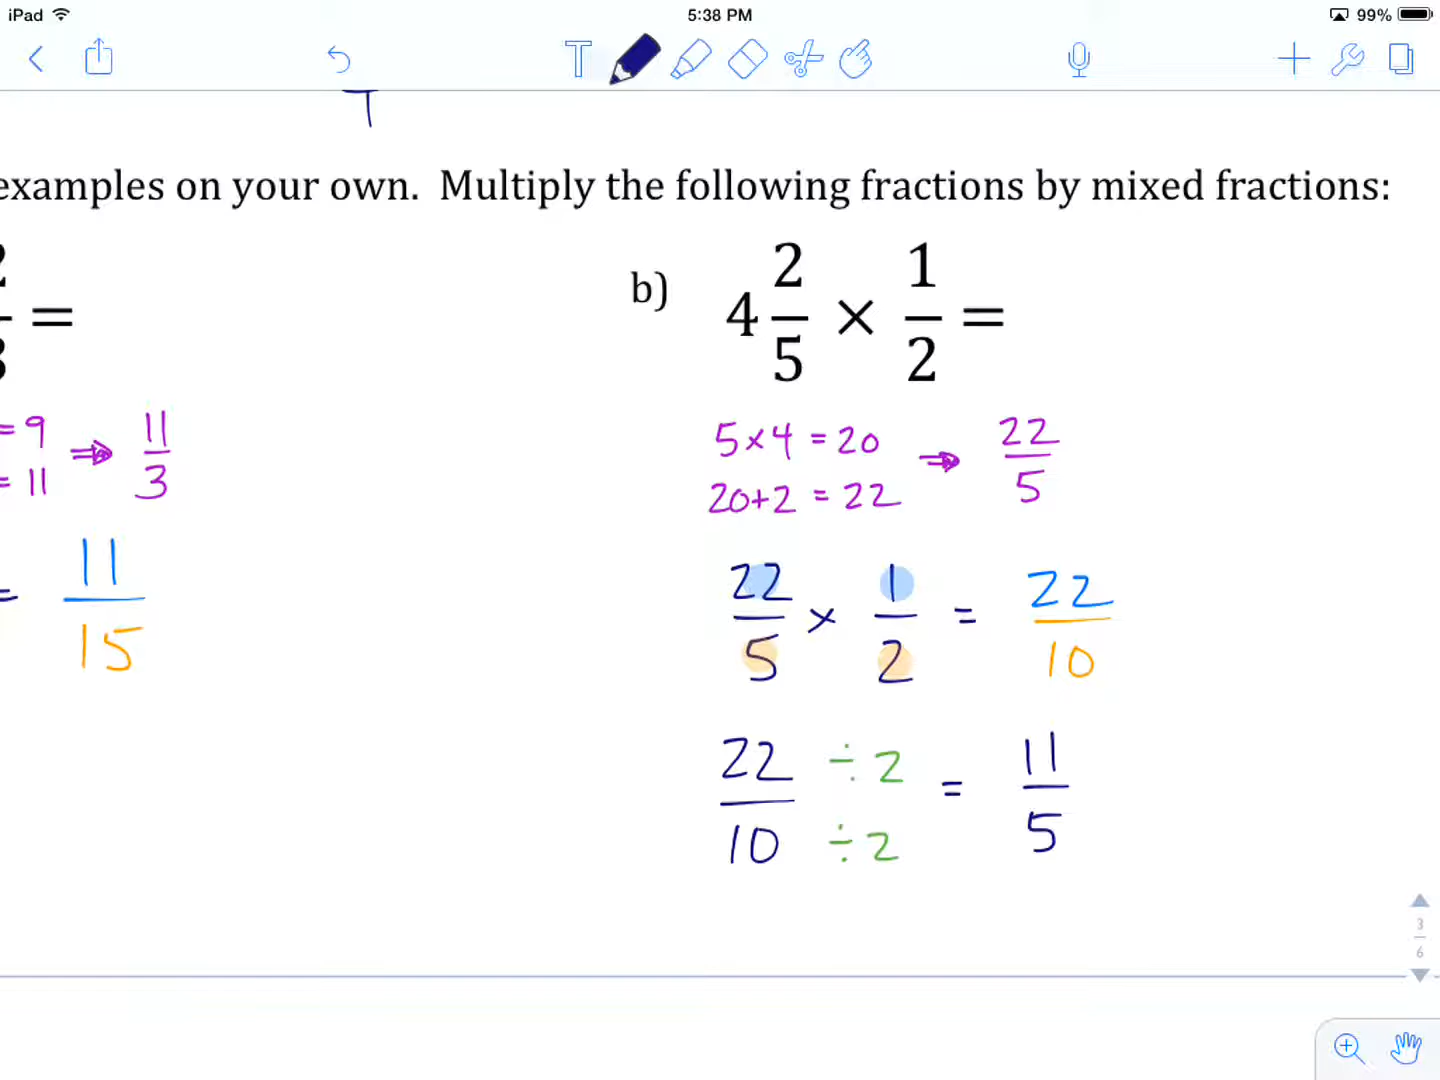 iPad 5:38 PM 99%
T
examples on your own. Multiply the following fractions by mixed fractions:
=
b) 4 2/5 × 1/2 =
= 9 ⇒ 11/3
= 11
5 × 4 = 20 ⇒ 22/5
20 + 2 = 22
= 11/15
22/5 × 1/2 = 22/10
22/10 ÷2/÷2 = 11/5
3
6